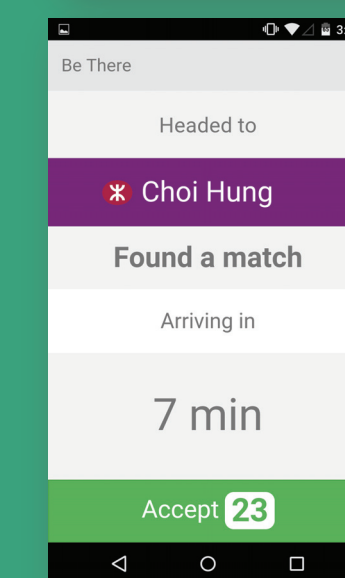 Be There
Headed to
Choi Hung
Found a match
Arriving in
7 min
Accept 23